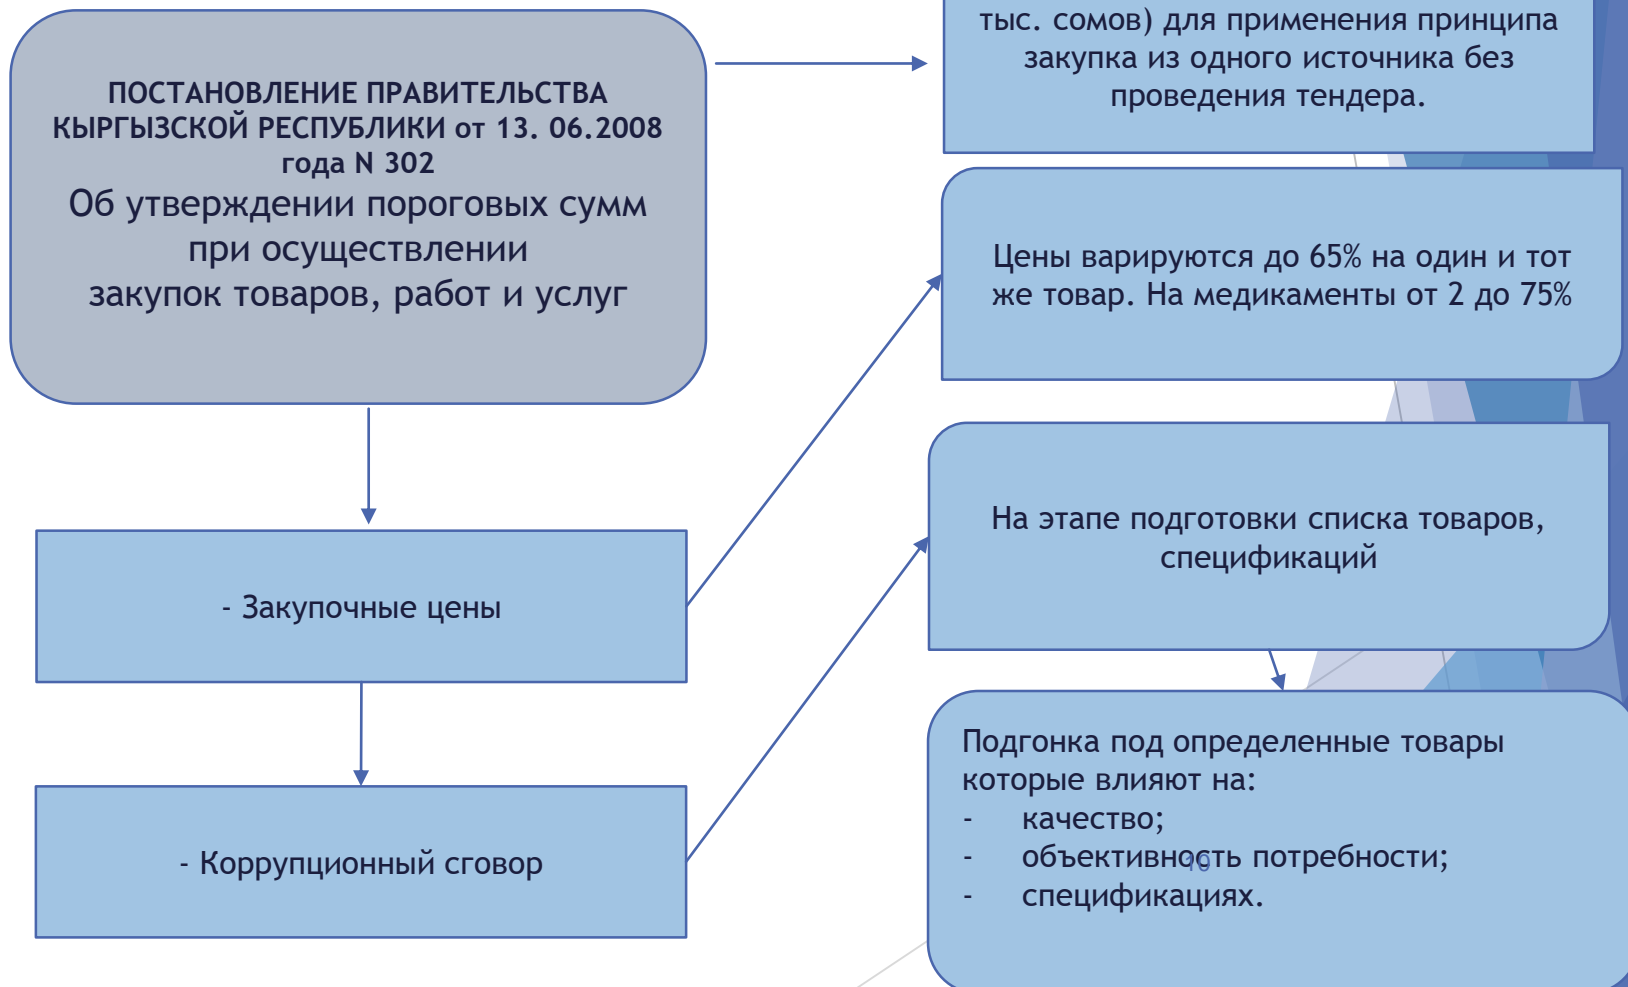 ПОСТАНОВЛЕНИЕ ПРАВИТЕЛЬСТВА
КЫРГЫЗСКОЙ РЕСПУБЛИКИ от 13. 06.2008
года N 302
Об утверждении пороговых сумм
при осуществлении
закупок товаров, работ и услуг
- Закупочные цены
- Коррупционный сговор
тыс. сомов) для применения принципа
закупка из одного источника без
проведения тендера.
Цены варируются до 65% на один и тот
же товар. На медикаменты от 2 до 75%
На этапе подготовки списка товаров,
спецификаций
Подгонка под определенные товары
которые влияют на:
- качество;
- объективность потребности;
- спецификациях.
10